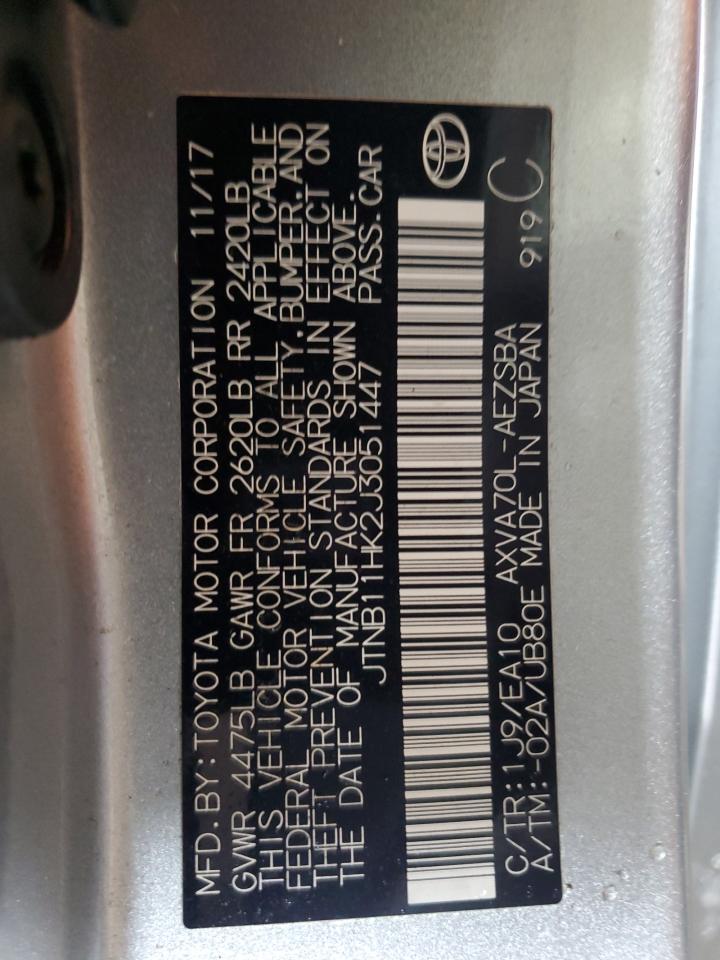 MFD.BY:TOYOTA MOTOR CORPORATION 11/17
GVWR 4475LB GAWR FR 2620LB RR 2420LB
THIS VEHICLE CONFORMS TO ALL APPLICABLE
FEDERAL MOTOR VEHICLE SAFETY,BUMPER,AND
THEFT PREVENTION STANDARDS IN EFFECT ON
THE DATE OF MANUFACTURE SHOWN ABOVE.
JTNB11HK2J3051447 PASS.CAR
C/TR:1J9/EA10 AXVA70L-AEZSBA
A/TM:-02A/UB80E MADE IN JAPAN 919 C